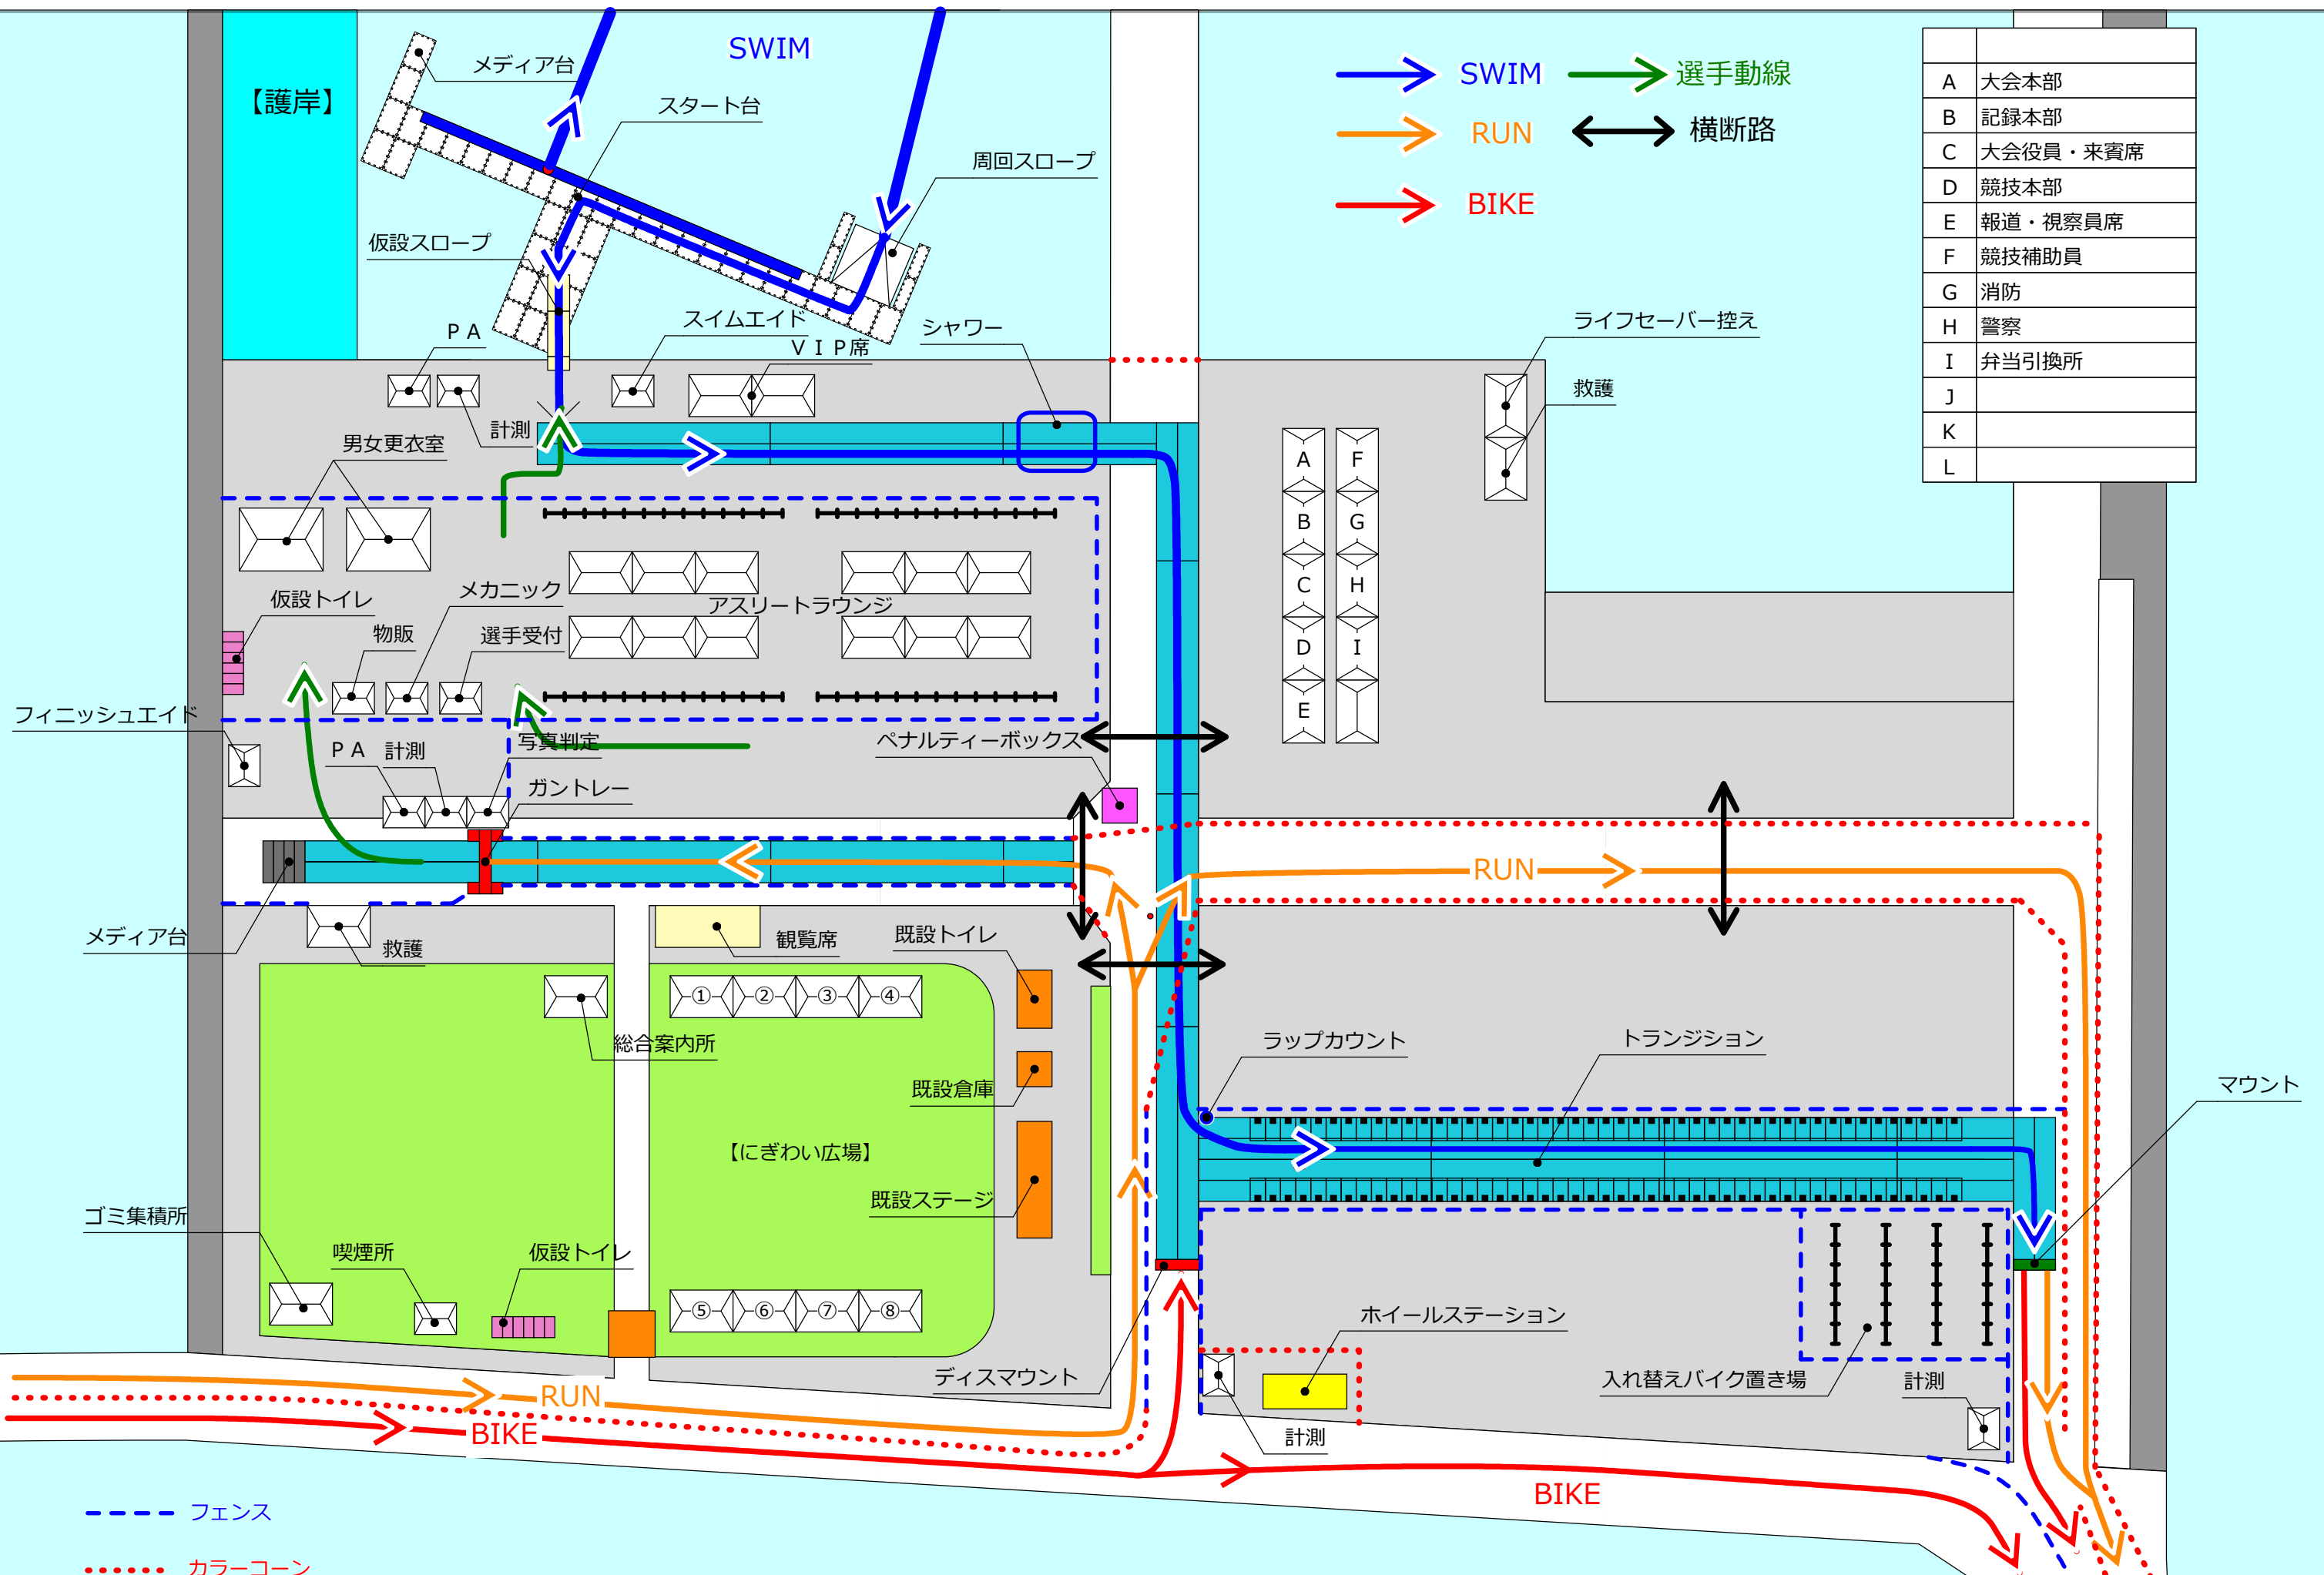 SWIM
メディア台
【護岸】
スタート台
周回スロープ
仮設スロープ
SWIM
選手動線
RUN
横断路
BIKE
A 大会本部
B 記録本部
C 大会役員・来賓席
D 競技本部
E 報道・視察員席
F 競技補助員
G 消防
H 警察
I 弁当引換所
J
K
L
ＰＡ
スイムエイド
ＶＩＰ席
シャワー
ライフセーバー控え
救護
計測
男女更衣室
A
F
B
G
C
H
D
I
E
メカニック
仮設トイレ
アスリートラウンジ
物販
選手受付
フィニッシュエイド
ＰＡ
計測
写真判定
ペナルティーボックス
ガントレー
RUN
メディア台
救護
観覧席
既設トイレ
①
②
③
④
総合案内所
ラップカウント
トランジション
マウント
既設倉庫
【にぎわい広場】
既設ステージ
ゴミ集積所
喫煙所
仮設トイレ
⑤
⑥
⑦
⑧
ホイールステーション
ディスマウント
入れ替えバイク置き場
計測
RUN
BIKE
計測
BIKE
フェンス
カラーコーン